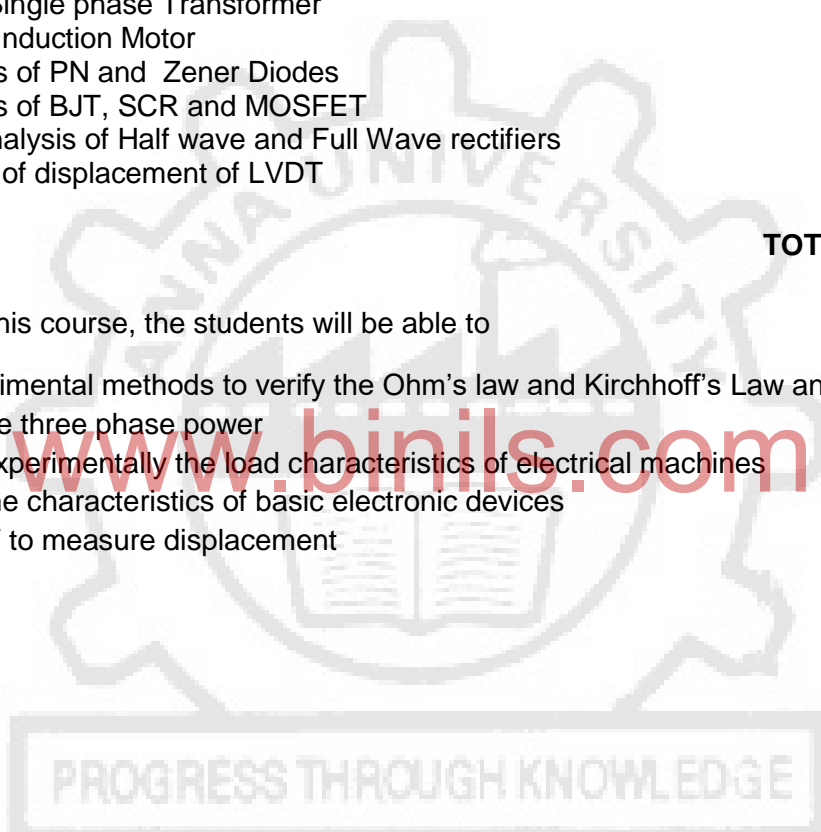 Single phase Transformer
Induction Motor
s of PN and Zener Diodes
s of BJT, SCR and MOSFET
nalysis of Half wave and Full Wave rectifiers
of displacement of LVDT
ANNA UNIVERSITY
TOT
his course, the students will be able to
rimental methods to verify the Ohm's law and Kirchhoff's Law an
e three phase power
www.binils.com
xperimentally the load characteristics of electrical machines
he characteristics of basic electronic devices
to measure displacement
PROGRESS THROUGH KNOWLEDGE